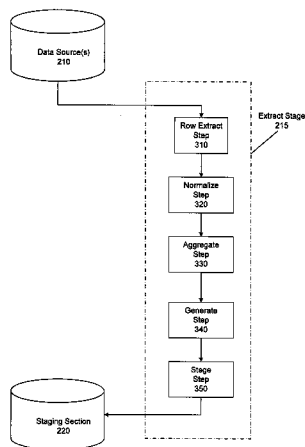 Data Source(s)
210
Row Extract
Step
310
Extract Stage
215
Normalize
Step
320
Aggregate
Step
330
Generate
Step
340
Stage
Step
350
Staging Section
220